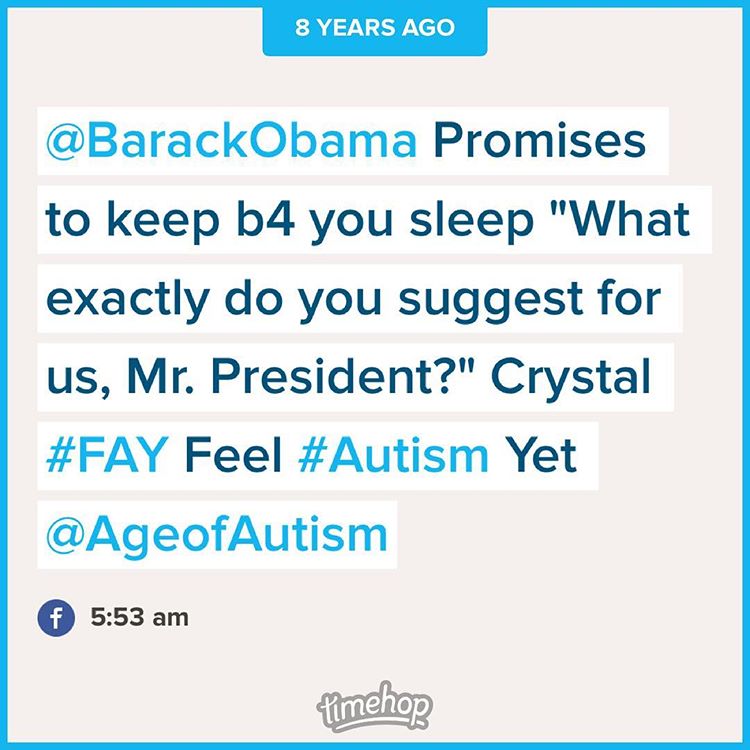 8 YEARS AGO
@BarackObama Promises
to keep b4 you sleep "What
exactly do you suggest for
us, Mr. President?" Crystal
#FAY Feel #Autism Yet
@AgeofAutism
f 5:53 am
timehop